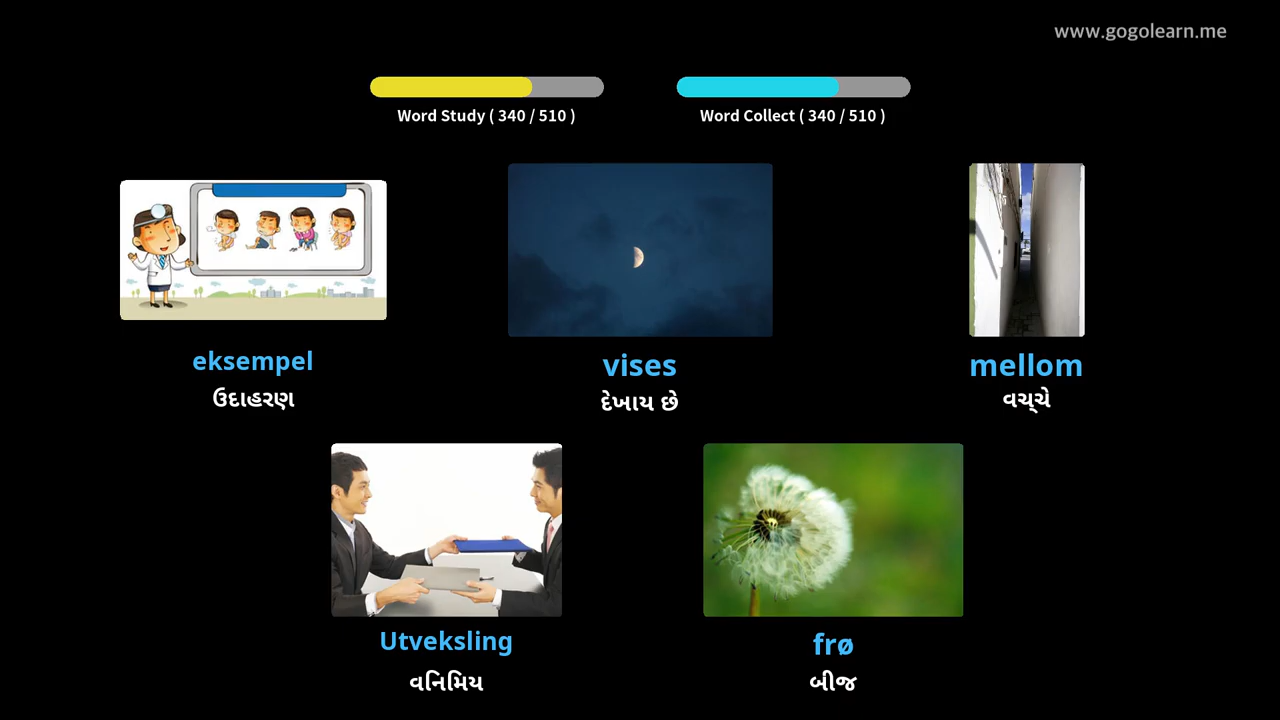 www.gogolearn.me
Word Study ( 340 / 510 )
Word Collect ( 340 / 510 )
eksempel
ઉદાહરણ
vises
દેખાય છે
mellom
વચ્ચે
Utveksling
વનિમિય
frø
બીજ